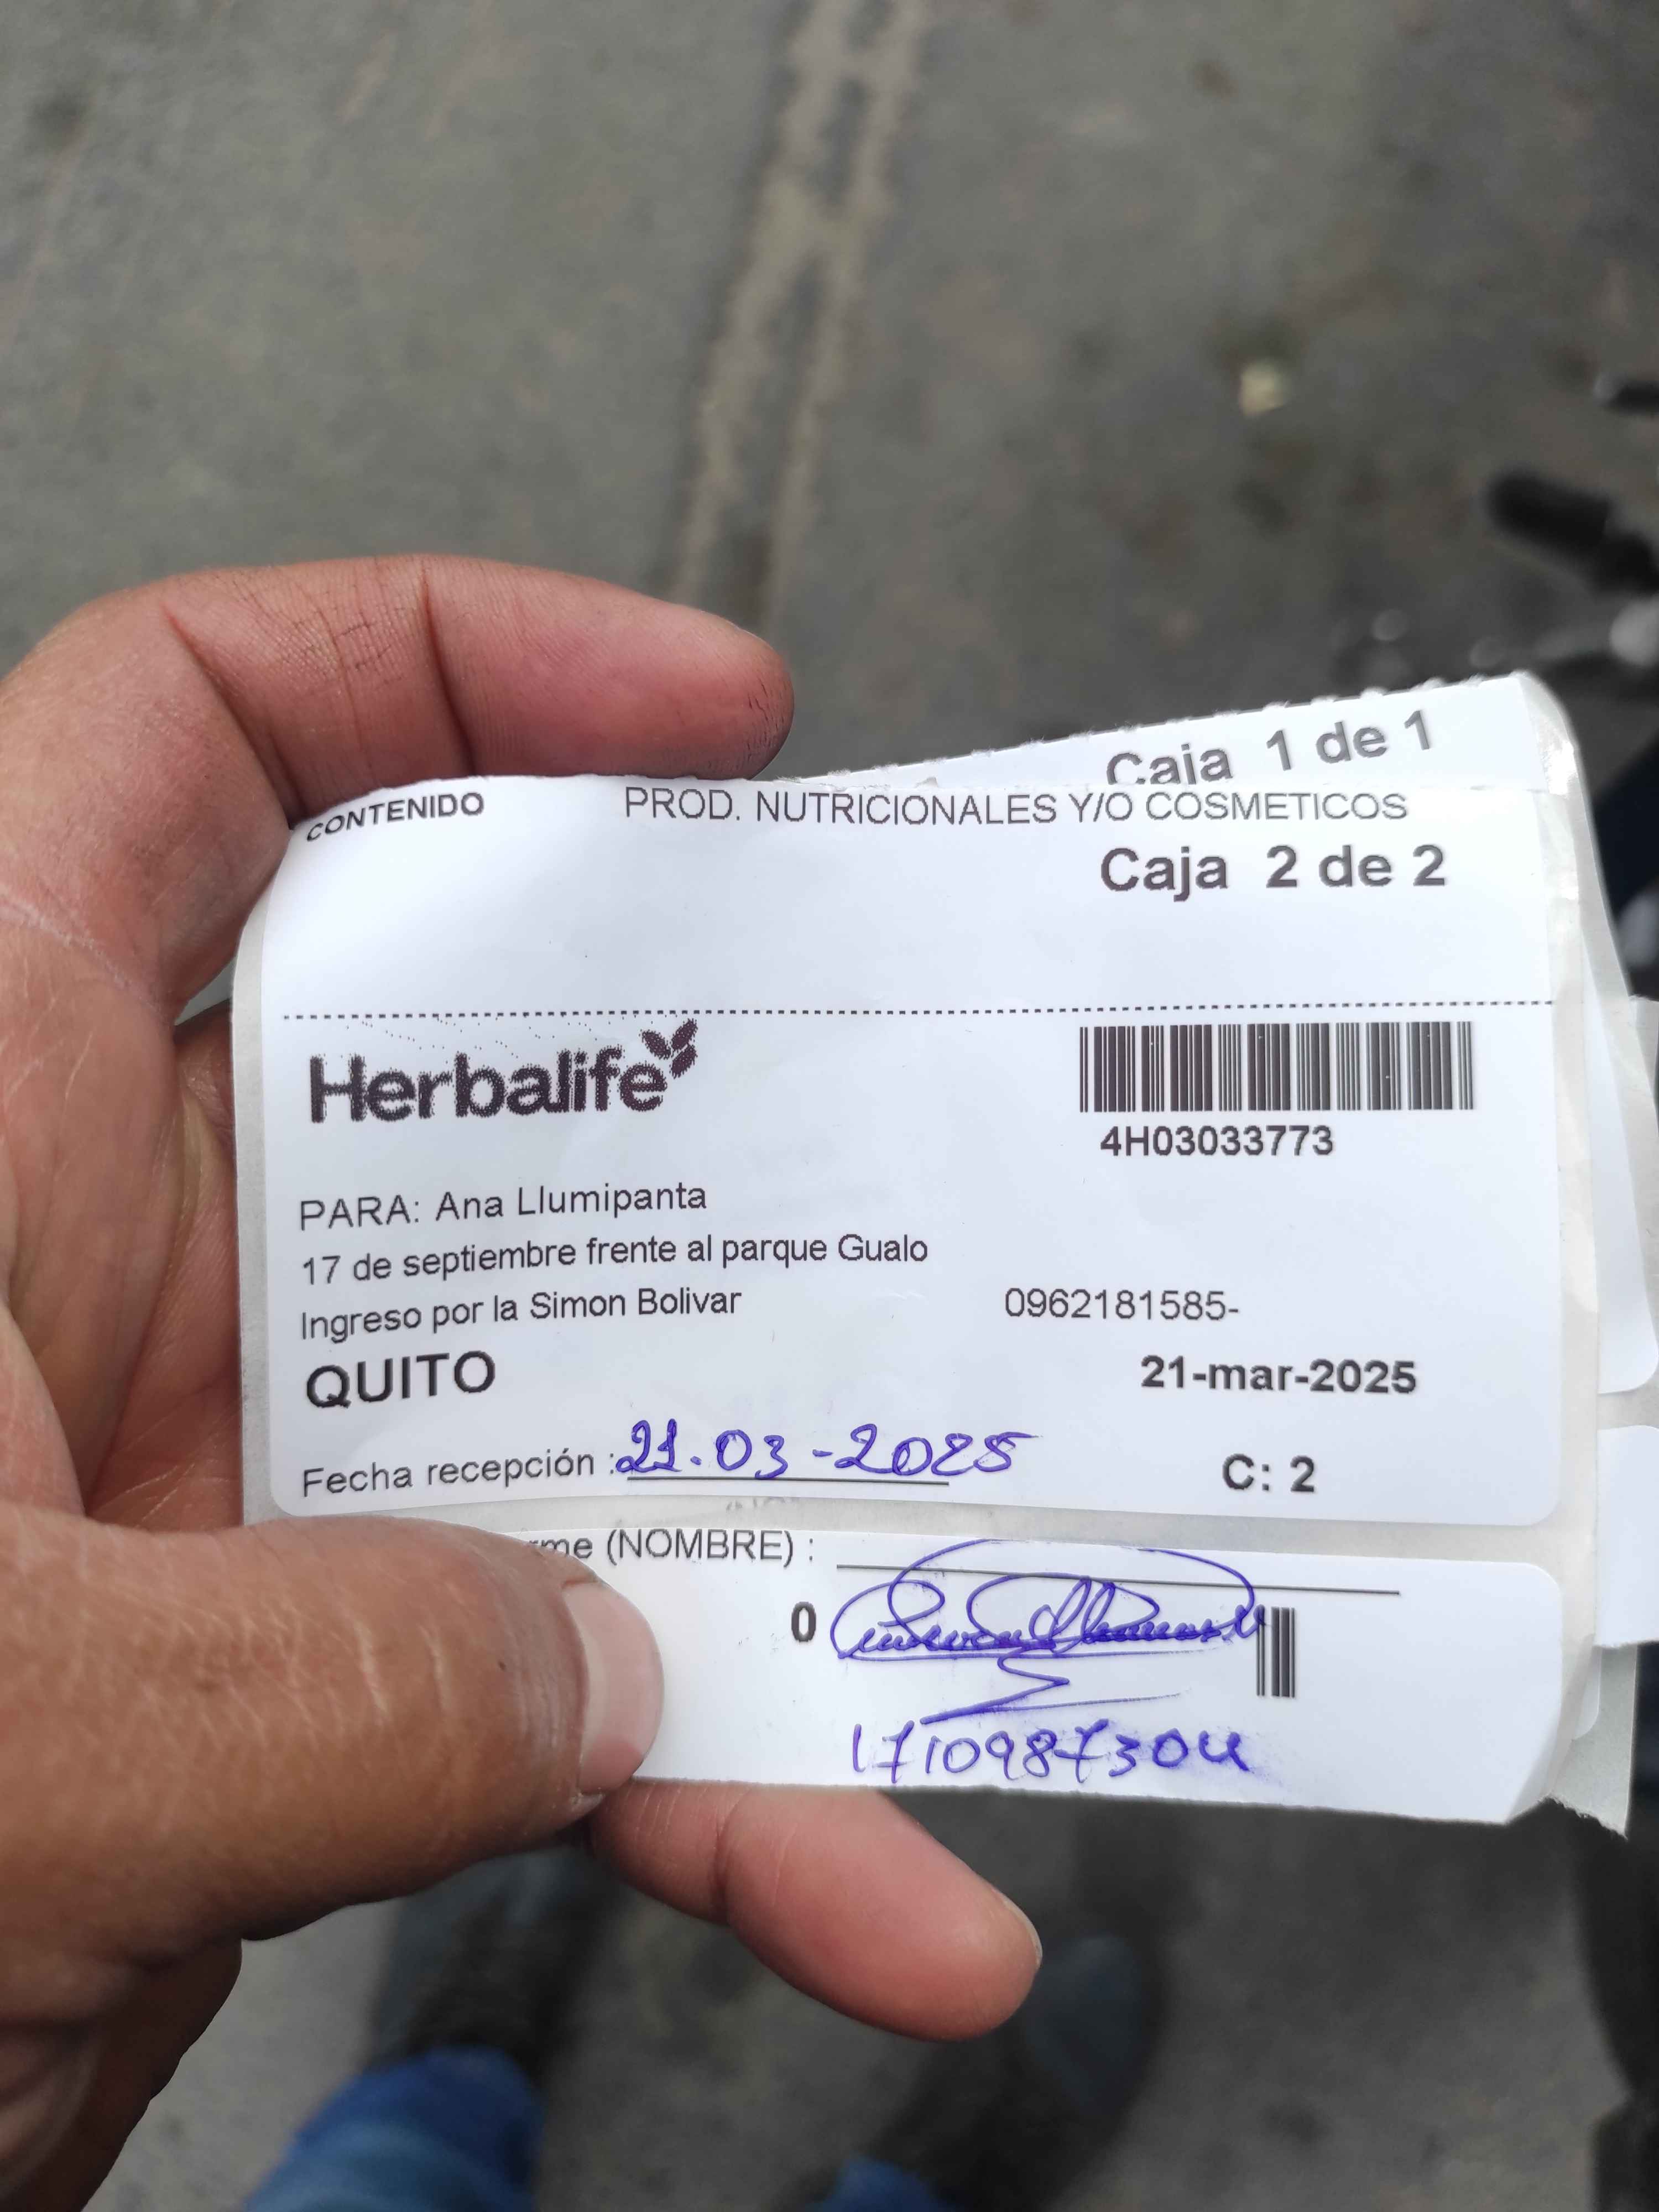 Caja 1 de 1
CONTENIDO PROD. NUTRICIONALES Y/O COSMETICOS
Caja 2 de 2
Herbalife
4H03033773
PARA: Ana Llumipanta
17 de septiembre frente al parque Gualo
Ingreso por la Simon Bolivar 0962181585-
QUITO 21-mar-2025
Fecha recepción : 21.03-2025 C: 2
(NOMBRE) :
0
1710987304